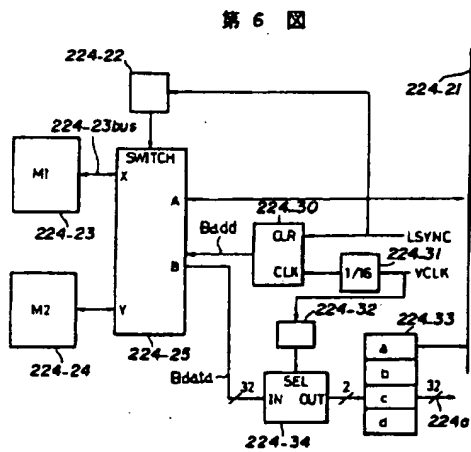 第 6 図
224-22
224-21
224-23bus
SWITCH
M1
X
A
224-30
224-23
Badd
CLR
LSYNC
224-31
B
CLK
1/16
VCLK
M2
Y
224-32
224-33
a
224-24
224-25
b
Bdata
32
SEL
IN OUT
2
c
32
224a
d
224-34